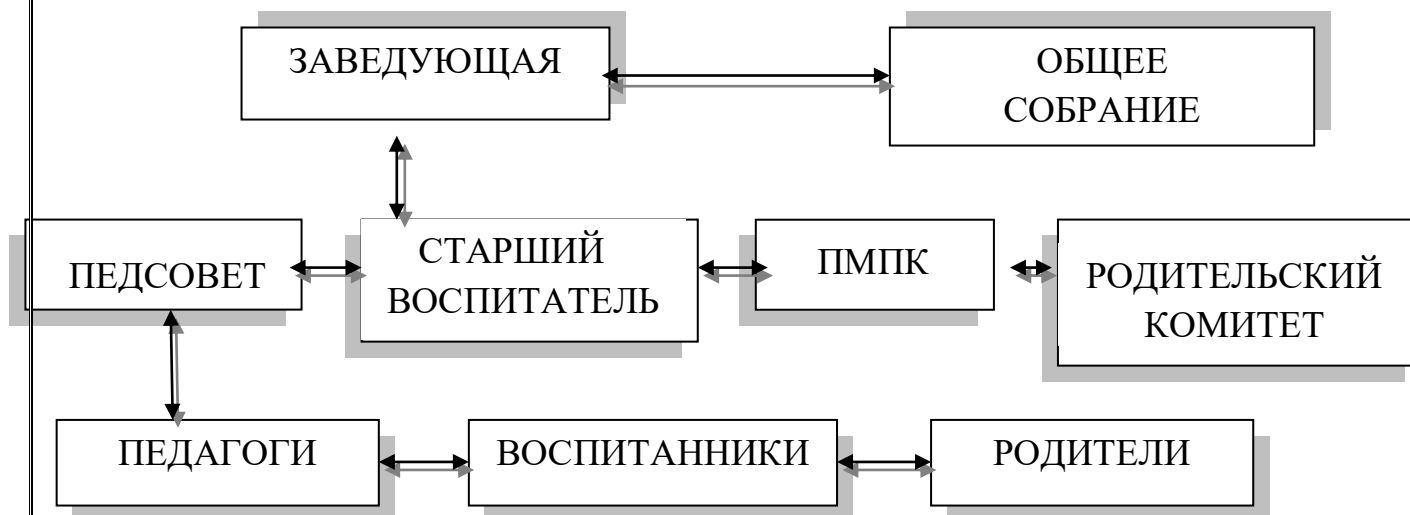 ЗАВЕДУЮЩАЯ
ОБЩЕЕ
СОБРАНИЕ
ПЕДСОВЕТ
СТАРШИЙ
ВОСПИТАТЕЛЬ
ПМПК
РОДИТЕЛЬСКИЙ
КОМИТЕТ
ПЕДАГОГИ
ВОСПИТАННИКИ
РОДИТЕЛИ